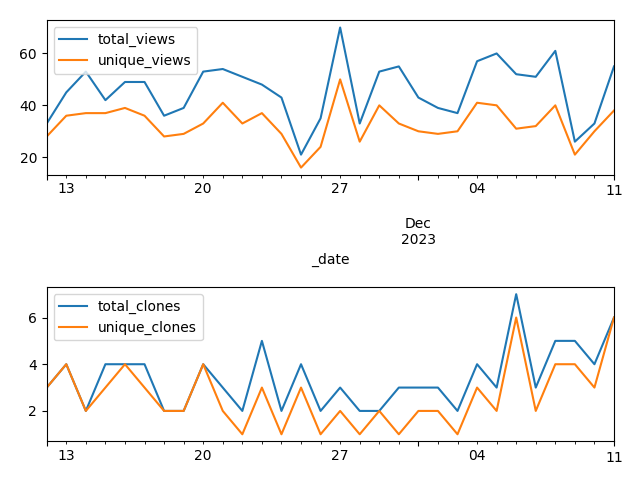 total_views
unique_views
60
40
20
13 20 27 04 11
Dec
2023
_date
total_clones
unique_clones
6
4
2
13 20 27 04 11